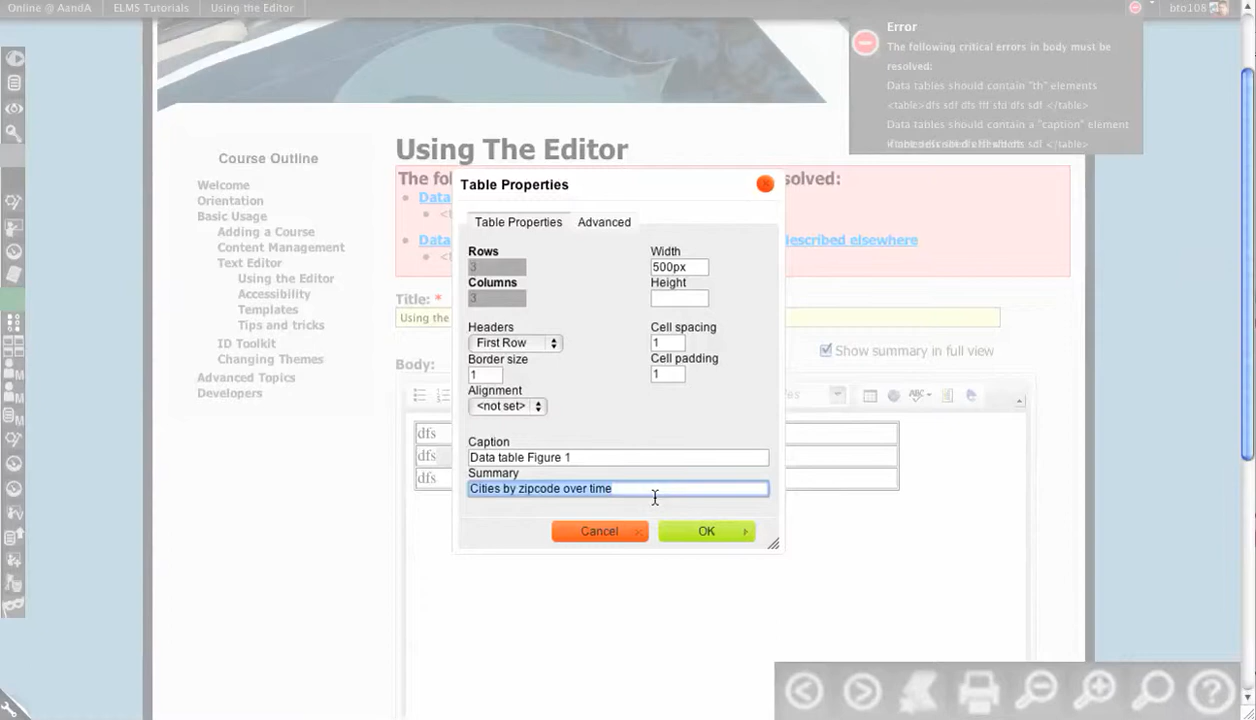 Online @ AandA
ELMS Tutorials
Using the Editor
bto108
Error
The following critical errors in body must be
resolved:
Data tables should contain "th" elements
<table>dfs sdf dfs fff sfd dfs sdf </table>
Data tables should contain a "caption" element
</table>
Course Outline
Welcome
Orientation
Basic Usage
Adding a Course
Content Management
Text Editor
Using the Editor
Accessibility
Templates
Tips and tricks
ID Toolkit
Changing Themes
Advanced Topics
Developers
Using The Editor
The fo
solved:
Data
Data
described elsewhere
Title: *
Using the
Show summary in full view
Body:
ABC
dfs
dfs
dfs
Table Properties
Table Properties
Advanced
Rows
3
Columns
3
Width
500px
Height
Headers
First Row
Border size
1
Alignment
<not set>
Cell spacing
1
Cell padding
1
Caption
Data table Figure 1
Summary
Cities by zipcode over time
Cancel
OK
M
M
M